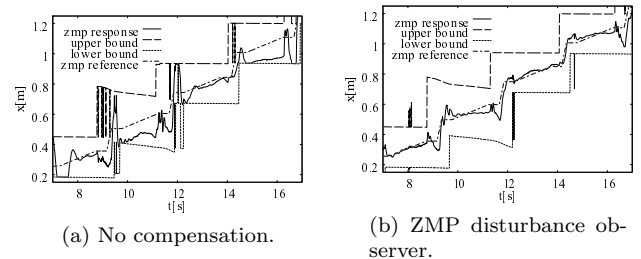 zmp response
upper bound
lower bound
zmp reference
x[m]
1.2
1
0.8
0.6
0.4
0.2
8 10 12 14 16
t[s]
(a) No compensation.
zmp response
upper bound
lower bound
zmp reference
x[m]
1.2
1
0.8
0.6
0.4
0.2
8 10 12 14 16
t[s]
(b) ZMP disturbance ob-
server.